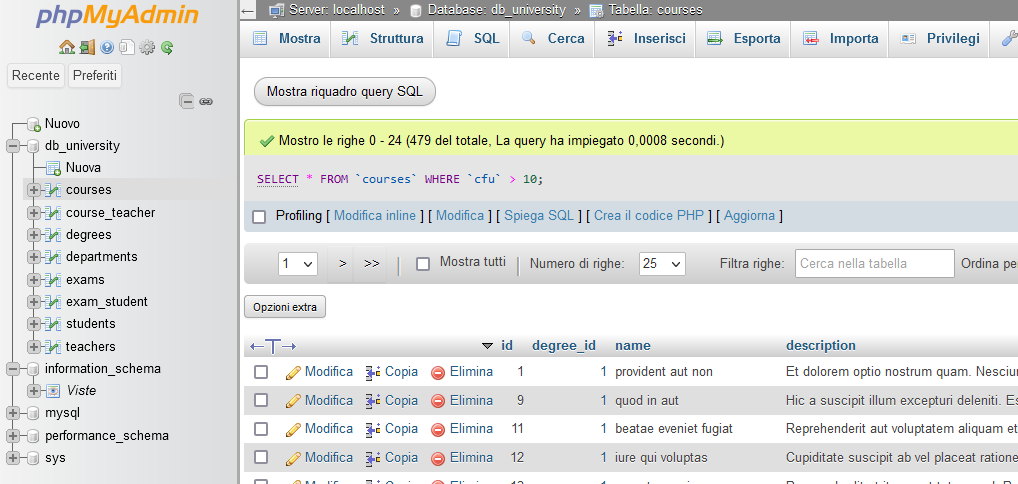 phpMyAdmin
Recente Preferiti
Nuovo
db_university
Nuova
courses
course_teacher
degrees
departments
exams
exam_student
students
teachers
information_schema
Viste
mysql
performance_schema
sys
Server: localhost » Database: db_university » Tabella: courses
Mostra Struttura SQL Cerca Inserisci Esporta Importa Privilegi
Mostra riquadro query SQL
Mostro le righe 0 - 24 (479 del totale, La query ha impiegato 0,0008 secondi.)
SELECT * FROM `courses` WHERE `cfu` > 10;
Profiling [ Modifica inline ] [ Modifica ] [ Spiega SQL ] [ Crea il codice PHP ] [ Aggiorna ]
1 > >> | Mostra tutti | Numero di righe: 25 Filtra righe: Cerca nella tabella Ordina pe
Opzioni extra
←T→ id degree_id name description
Modifica Copia Elimina 1 1 provident aut non Et dolorem optio nostrum quam. Nesciun
Modifica Copia Elimina 9 1 quod in aut Hic a suscipit illum excepturi deleniti. Es
Modifica Copia Elimina 11 1 beatae eveniet fugiat Reprehenderit aut voluptatem aliquam et
Modifica Copia Elimina 12 1 iure qui voluptas Cupiditate suscipit ab vel placeat ratione